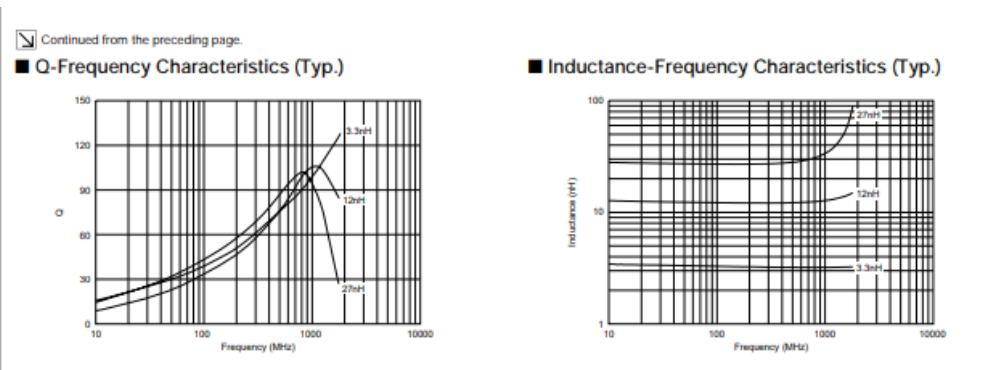 Continued from the preceding page.
■ Q-Frequency Characteristics (Typ.)
150
120
90
60
30
0
Q
10
100
1000
10000
Frequency (MHz)
3.3nH
12nH
27nH
■ Inductance-Frequency Characteristics (Typ.)
100
10
1
Inductance (nH)
10
100
1000
10000
Frequency (MHz)
27nH
12nH
3.3nH